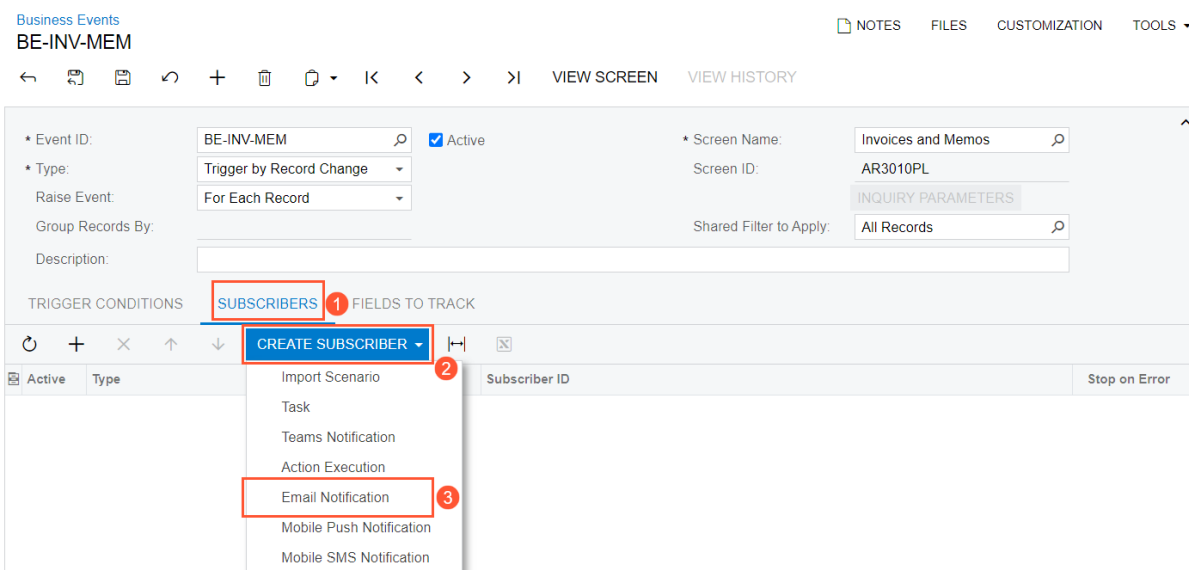 Business Events
BE-INV-MEM
NOTES FILES CUSTOMIZATION TOOLS
VIEW SCREEN VIEW HISTORY
* Event ID: BE-INV-MEM Active * Screen Name: Invoices and Memos
* Type: Trigger by Record Change Screen ID: AR3010PL
Raise Event: For Each Record INQUIRY PARAMETERS
Group Records By: Shared Filter to Apply: All Records
Description:
TRIGGER CONDITIONS SUBSCRIBERS 1 FIELDS TO TRACK
CREATE SUBSCRIBER 2
Active Type Subscriber ID Stop on Error
Import Scenario
Task
Teams Notification
Action Execution
Email Notification 3
Mobile Push Notification
Mobile SMS Notification